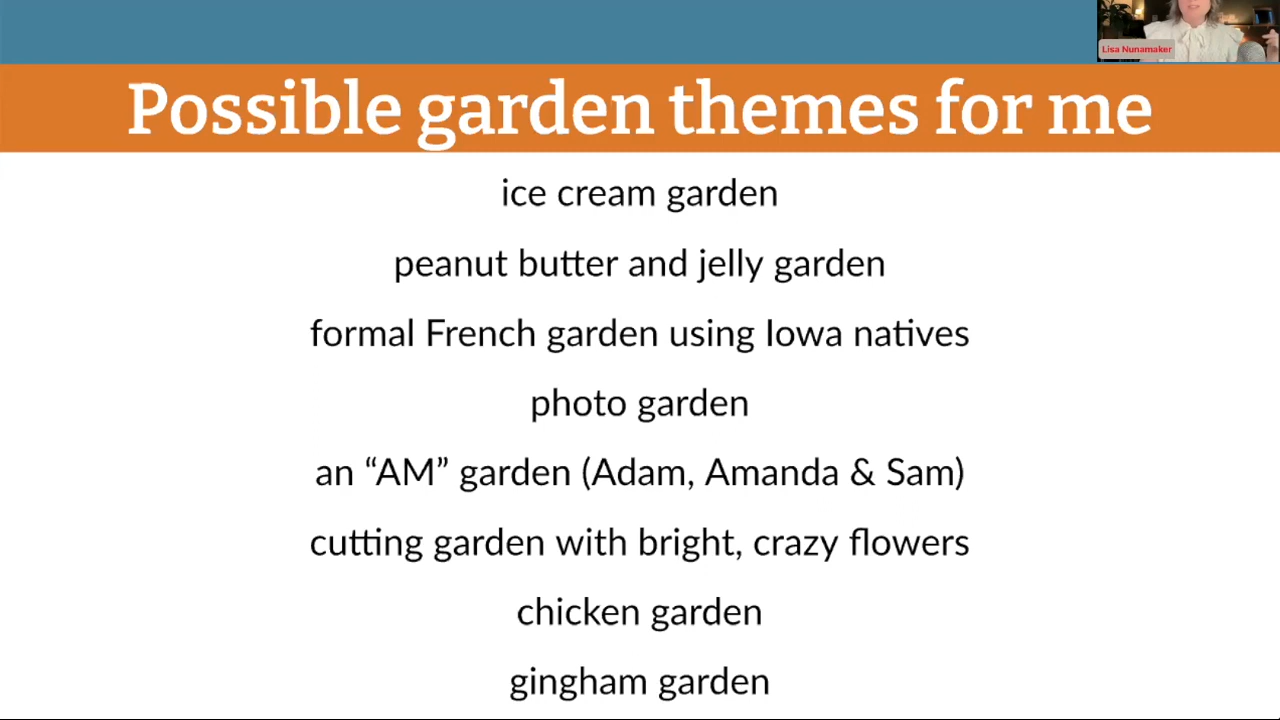 Lisa Nunamaker
Possible garden themes for me
ice cream garden
peanut butter and jelly garden
formal French garden using Iowa natives
photo garden
an “AM” garden (Adam, Amanda & Sam)
cutting garden with bright, crazy flowers
chicken garden
gingham garden